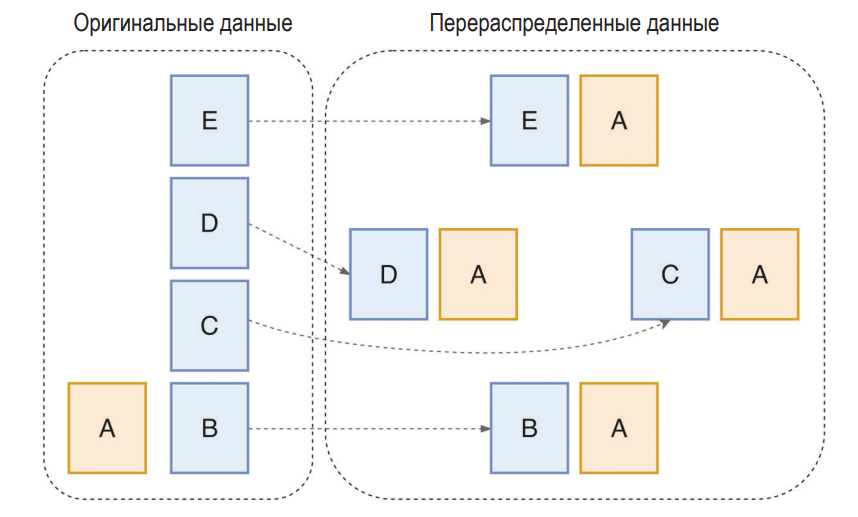 Оригинальные данные
Перераспределенные данные
E
E A
D
D A
C A
C
A B
B A